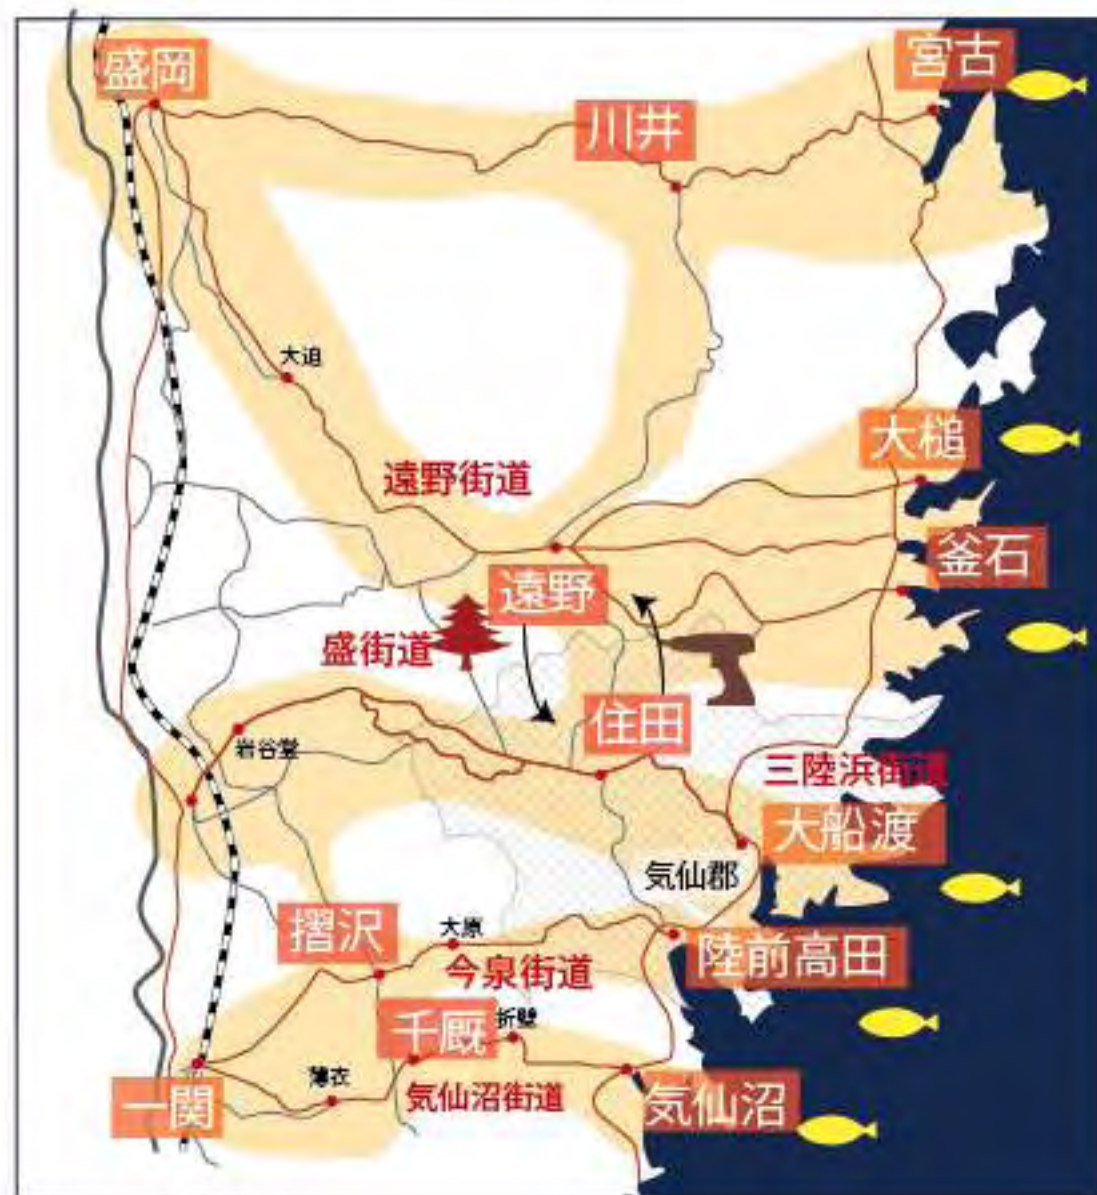 盛岡
宮古
川井
大迫
大槌
遠野街道
釜石
遠野
盛街道
住田
岩谷堂
三陸浜街道
大船渡
気仙郡
摺沢
大原
陸前高田
今泉街道
千厩
折壁
薄衣
気仙沼街道
一関
気仙沼